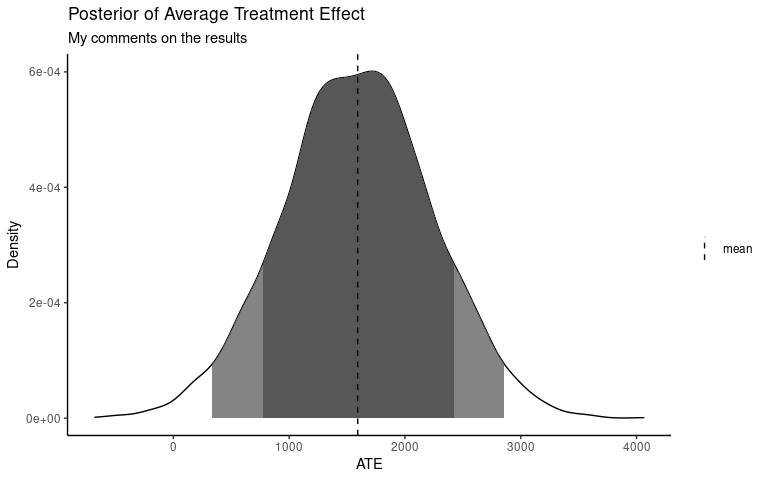 Posterior of Average Treatment Effect
My comments on the results
6e-04
4e-04
2e-04
0e+00
Density
0
1000
2000
3000
4000
ATE
mean